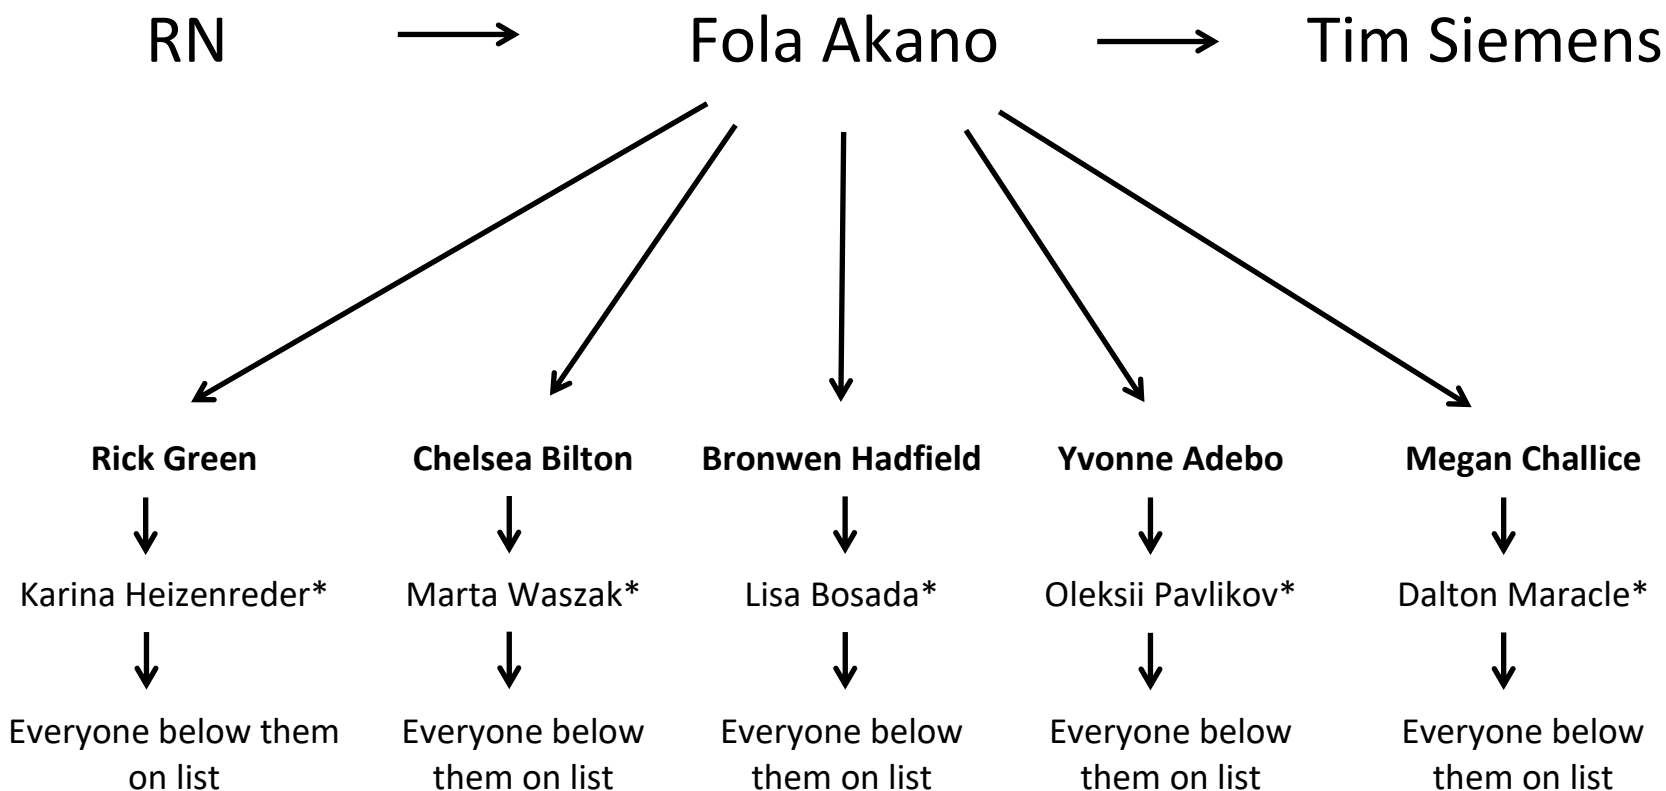 RN
Fola Akano
Tim Siemens
Rick Green
Chelsea Bilton
Bronwen Hadfield
Yvonne Adebo
Megan Challice
Karina Heizenreder*
Marta Waszak*
Lisa Bosada*
Oleksii Pavlikov*
Dalton Maracle*
Everyone below them
on list
Everyone below
them on list
Everyone below
them on list
Everyone below
them on list
Everyone below
them on list